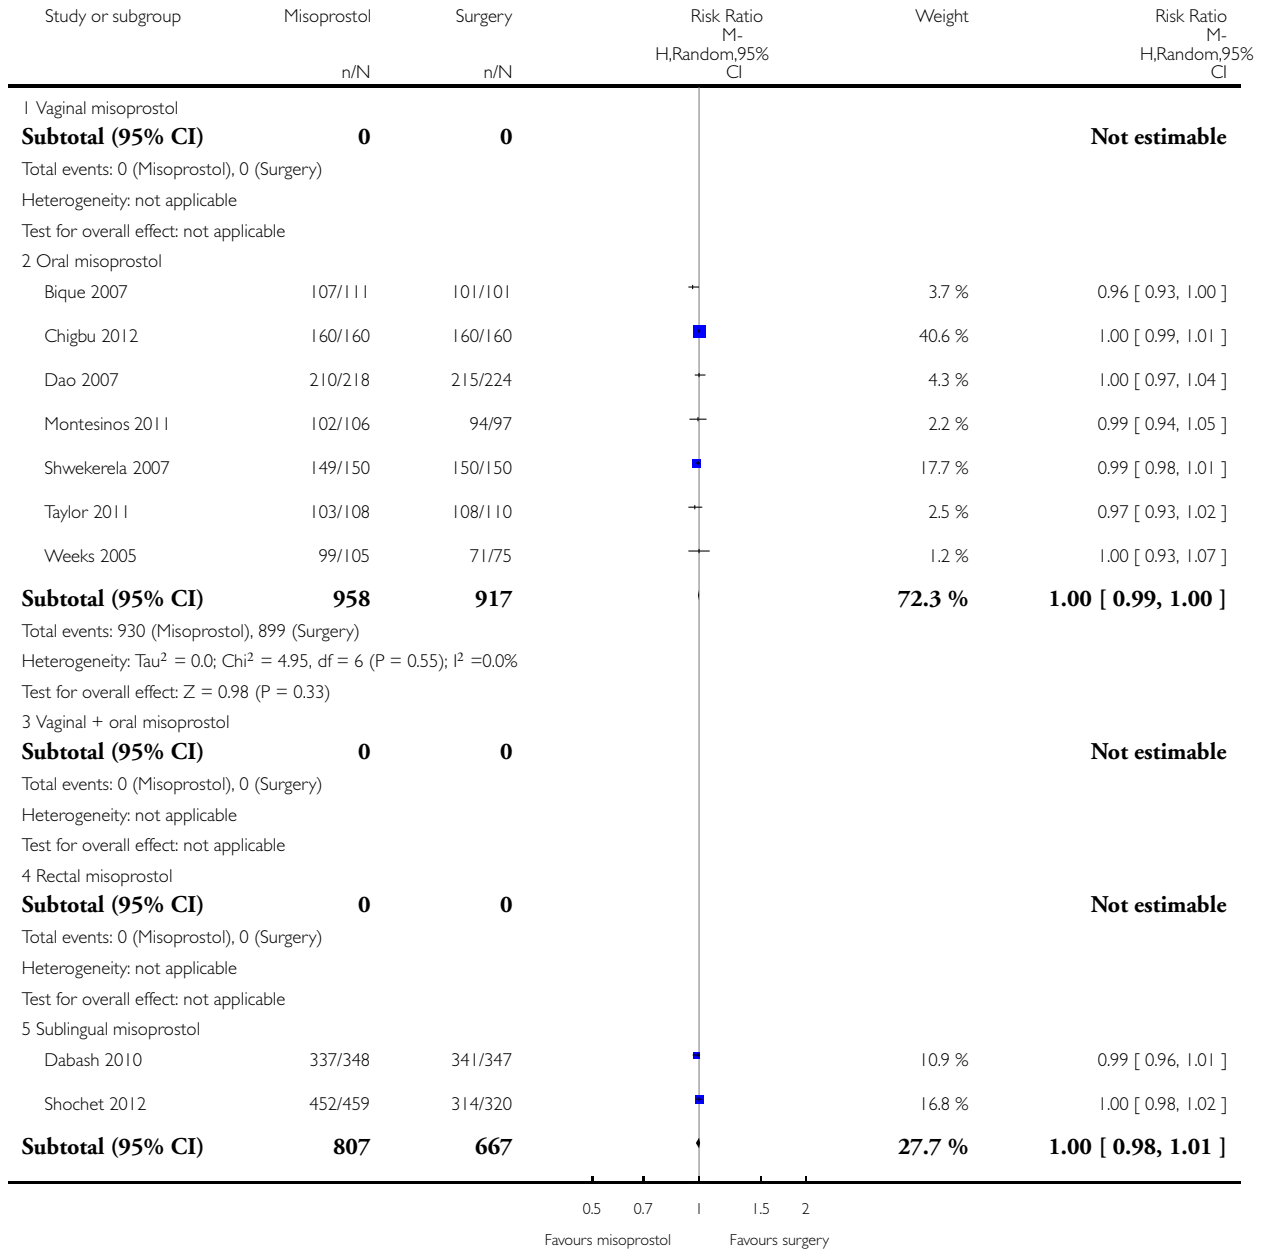 Study or subgroup Misoprostol Surgery Risk Ratio Weight Risk Ratio
M- M-
H,Random,95% H,Random,95%
n/N n/N CI CI
1 Vaginal misoprostol
Subtotal (95% CI) 0 0 Not estimable
Total events: 0 (Misoprostol), 0 (Surgery)
Heterogeneity: not applicable
Test for overall effect: not applicable
2 Oral misoprostol
Bique 2007 107/111 101/101 3.7 % 0.96 [ 0.93, 1.00 ]
Chigbu 2012 160/160 160/160 40.6 % 1.00 [ 0.99, 1.01 ]
Dao 2007 210/218 215/224 4.3 % 1.00 [ 0.97, 1.04 ]
Montesinos 2011 102/106 94/97 2.2 % 0.99 [ 0.94, 1.05 ]
Shwekerela 2007 149/150 150/150 17.7 % 0.99 [ 0.98, 1.01 ]
Taylor 2011 103/108 108/110 2.5 % 0.97 [ 0.93, 1.02 ]
Weeks 2005 99/105 71/75 1.2 % 1.00 [ 0.93, 1.07 ]
Subtotal (95% CI) 958 917 72.3 % 1.00 [ 0.99, 1.00 ]
Total events: 930 (Misoprostol), 899 (Surgery)
Heterogeneity: Tau² = 0.0; Chi² = 4.95, df = 6 (P = 0.55); I² =0.0%
Test for overall effect: Z = 0.98 (P = 0.33)
3 Vaginal + oral misoprostol
Subtotal (95% CI) 0 0 Not estimable
Total events: 0 (Misoprostol), 0 (Surgery)
Heterogeneity: not applicable
Test for overall effect: not applicable
4 Rectal misoprostol
Subtotal (95% CI) 0 0 Not estimable
Total events: 0 (Misoprostol), 0 (Surgery)
Heterogeneity: not applicable
Test for overall effect: not applicable
5 Sublingual misoprostol
Dabash 2010 337/348 341/347 10.9 % 0.99 [ 0.96, 1.01 ]
Shochet 2012 452/459 314/320 16.8 % 1.00 [ 0.98, 1.02 ]
Subtotal (95% CI) 807 667 27.7 % 1.00 [ 0.98, 1.01 ]
0.5 0.7 1 1.5 2
Favours misoprostol Favours surgery